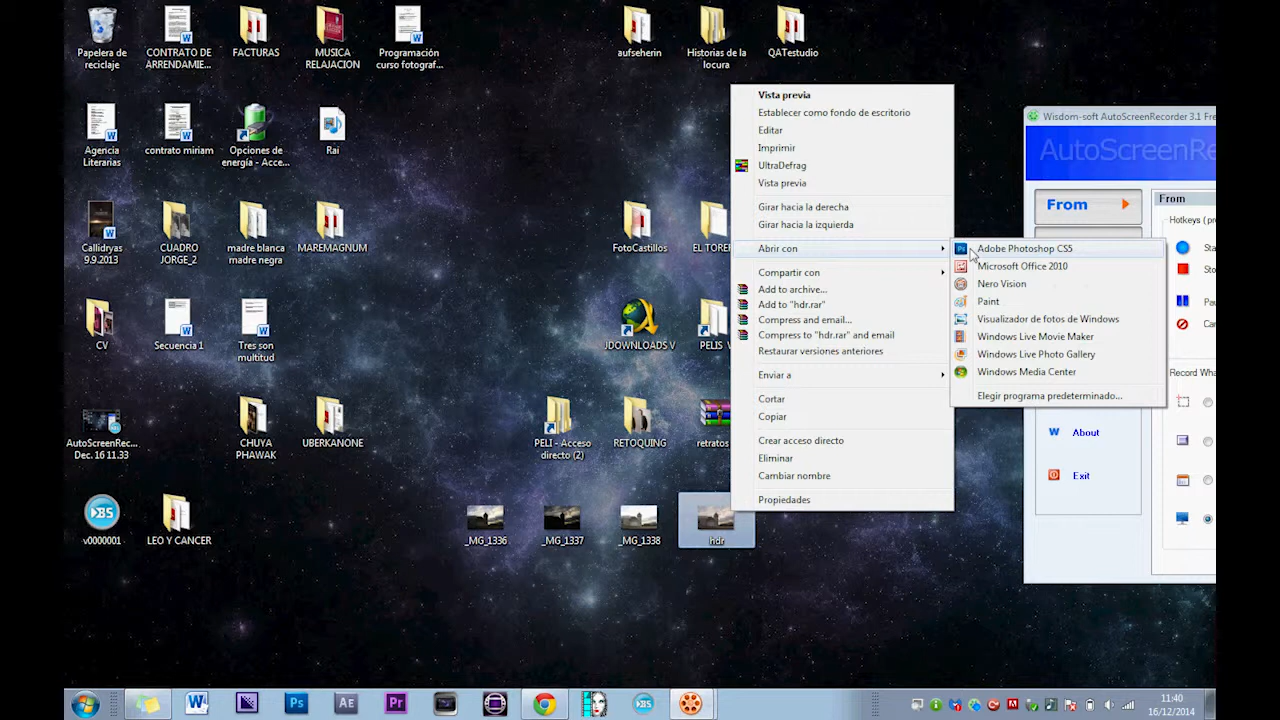 Papelera de
reciclaje
CONTRATO DE
ARRENDAMIE...
FACTURAS
MUSICA
RELAJACION
Programación
curso fotograf...
aufseherin
Historias de la
locura
QATestudio
Agencia
Literarias
contrato miriam
Opciones de
energía - Acce...
Rai
Callidryas
9.9.2013
CUADRO
JORGE_2
madre blanca
madre negra
MAREMAGNUM
FotoCastillos
EL TORE
CV
Secuencia 1
Tres son
multitud
JDOWNLOADS V
PELIS
AutoScreenRec...
Dec. 16 11.33
CHUYA
PHAWAK
UBERKANONE
PELI - Acceso
directo (2)
RETOQUING
retratos
v0000001
LEO Y CANCER
_MG_1336
_MG_1337
_MG_1338
hdr
Vista previa
Establecer como fondo de escritorio
Editar
Imprimir
UltraDefrag
Vista previa
Girar hacia la derecha
Girar hacia la izquierda
Abrir con
Compartir con
Add to archive...
Add to "hdr.rar"
Compress and email...
Compress to "hdr.rar" and email
Restaurar versiones anteriores
Enviar a
Cortar
Copiar
Crear acceso directo
Eliminar
Cambiar nombre
Propiedades
Adobe Photoshop CS5
Microsoft Office 2010
Nero Vision
Paint
Visualizador de fotos de Windows
Windows Live Movie Maker
Windows Live Photo Gallery
Windows Media Center
Elegir programa predeterminado...
Wisdom-soft AutoScreenRecorder 3.1 Fre
AutoScreenRe
From
From
Hotkeys ( pr
Sta
Sto
Pau
Can
Record Wha
About
Exit
11:40
16/12/2014